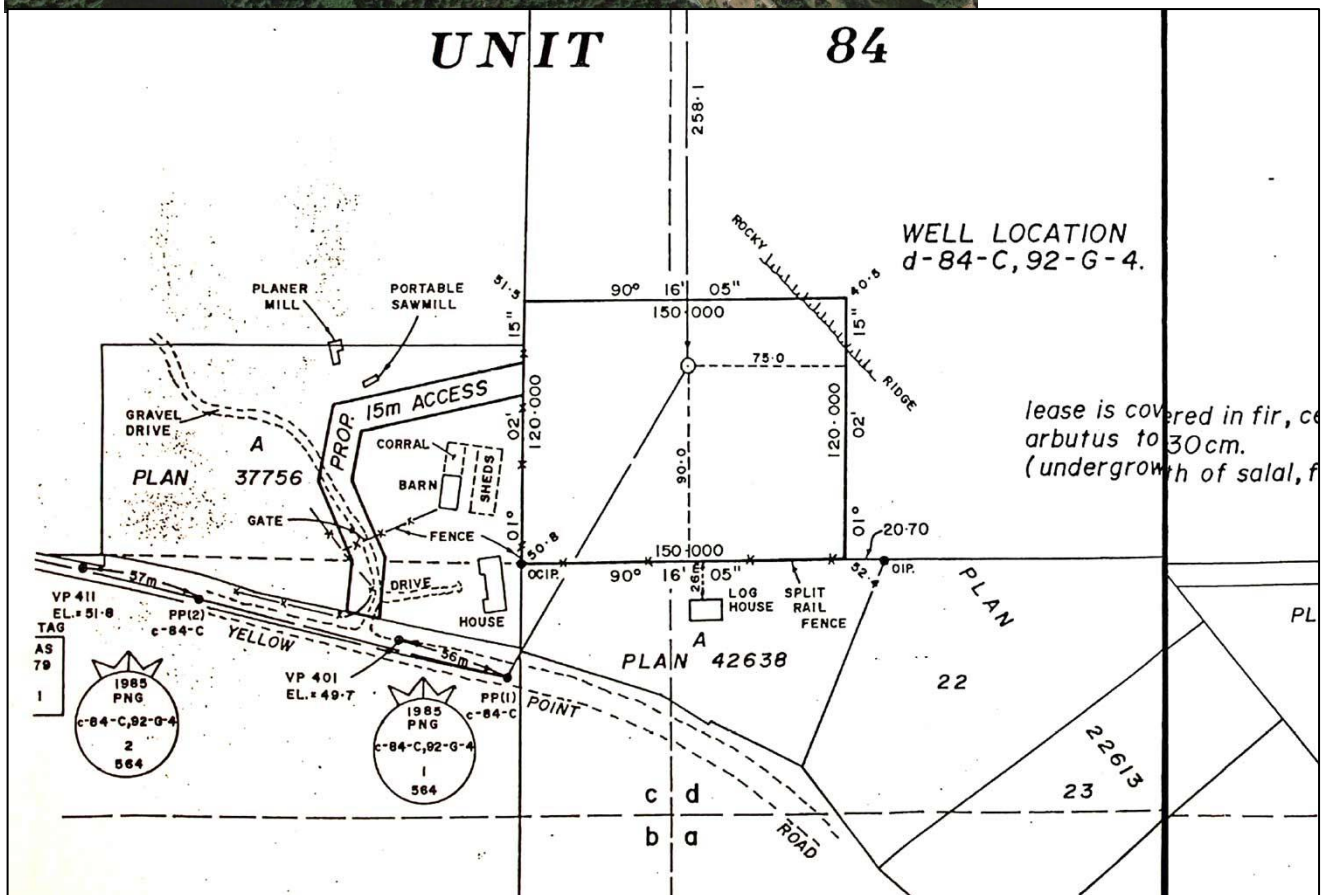 UNIT 84
258·1
WELL LOCATION
d-84-C, 92-G-4.
ROCKY
RIDGE
51·5
90° 16' 05"
150·000
40·5
PLANER
MILL
PORTABLE
SAWMILL
15"
02'
01°
120·000
75·0
90·0
15"
02'
01°
120·000
PROP. 15m ACCESS
GRAVEL
DRIVE
A
PLAN 37756
CORRAL
BARN
SHEDS
GATE
FENCE
lease is covered in fir, c
arbutus to 30cm.
(undergrowth of salal, f
50·8
OCIP.
150·000
90° 16' 05"
26m
52·4
20·70
OIP.
DRIVE
HOUSE
LOG
HOUSE
SPLIT
RAIL
FENCE
A
PLAN 42638
PLAN
22
22613
23
PL
57m
VP 411
EL.=51·8
PP(2)
c-84-C
YELLOW
POINT
ROAD
VP 401
EL.=49·7
56m
PP(1)
c-84-C
TAG
AS
79
1
1985
PNG
c-84-C,92-G-4
2
564
1985
PNG
c-84-C,92-G-4
1
564
c d
b a